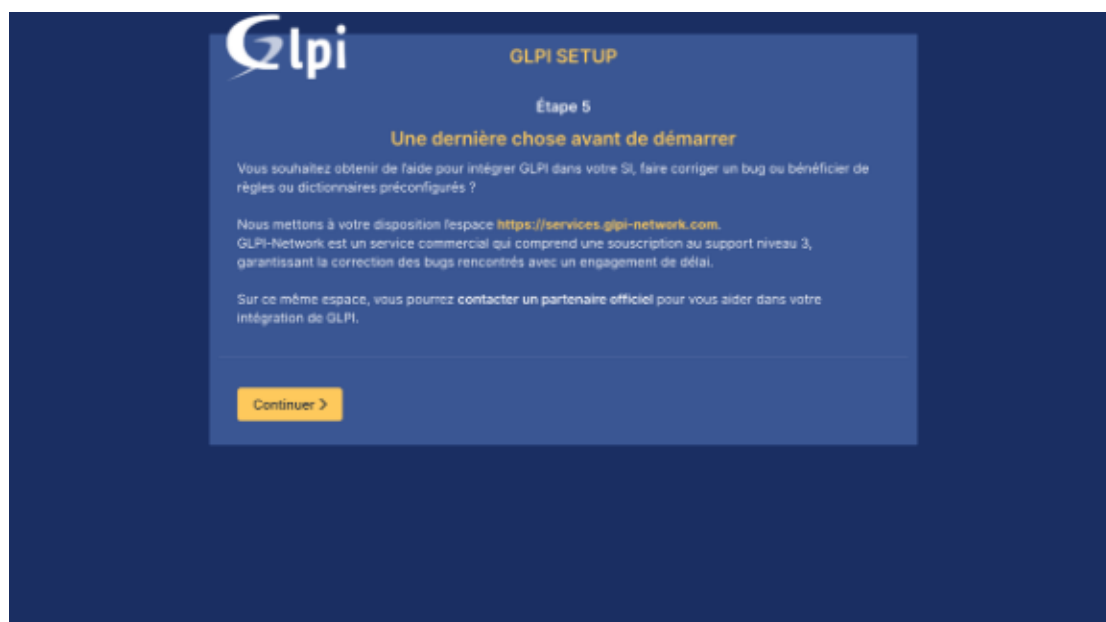 Glpi
GLPI SETUP
Étape 5
Une dernière chose avant de démarrer
Vous souhaitez obtenir de l'aide pour intégrer GLPI dans votre SI, faire corriger un bug ou bénéficier de
règles ou dictionnaires préconfigurés ?
Nous mettons à votre disposition l'espace https://services.glpi-network.com.
GLPI-Network est un service commercial qui comprend une souscription au support niveau 3,
garantissant la correction des bugs rencontrés avec un engagement de délai.
Sur ce même espace, vous pourrez contacter un partenaire officiel pour vous aider dans votre
intégration de GLPI.
Continuer >